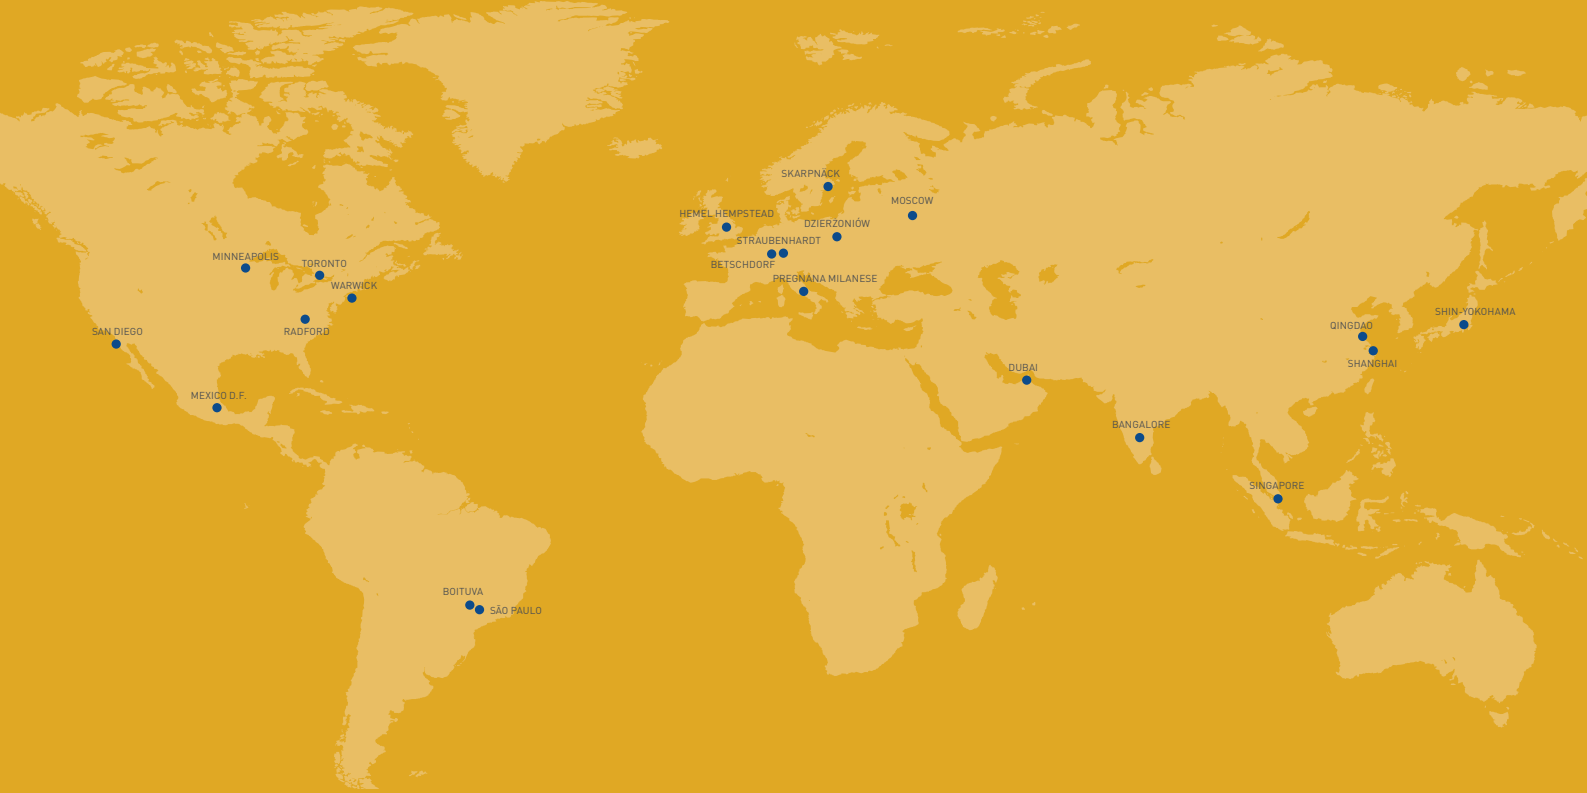 SKARPNÄCK
MOSCOW
HEMEL HEMPSTEAD
DZIERŻONIÓW
STRAUBENHARDT
MINNEAPOLIS
TORONTO
BETSCHDORF
PREGNANA MILANESE
WARWICK
SHIN-YOKOHAMA
QINGDAO
SAN DIEGO
RADFORD
SHANGHAI
DUBAI
MEXICO D.F.
BANGALORE
SINGAPORE
BOITUVA
SÃO PAULO